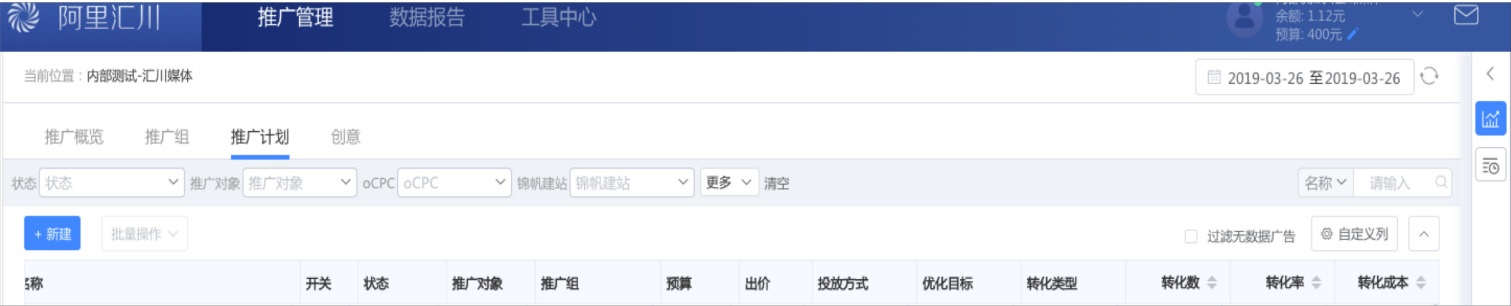 阿里汇川 推广管理 数据报告 工具中心
余额: 1.12元
预算: 400元
当前位置：内部测试-汇川媒体 2019-03-26 至2019-03-26
推广概览 推广组 推广计划 创意
状态 状态 推广对象 推广对象 oCPC oCPC 锦帆建站 锦帆建站 更多 清空 名称 请输入
+ 新建 批量操作 过滤无数据广告 自定义列
名称 开关 状态 推广对象 推广组 预算 出价 投放方式 优化目标 转化类型 转化数 转化率 转化成本